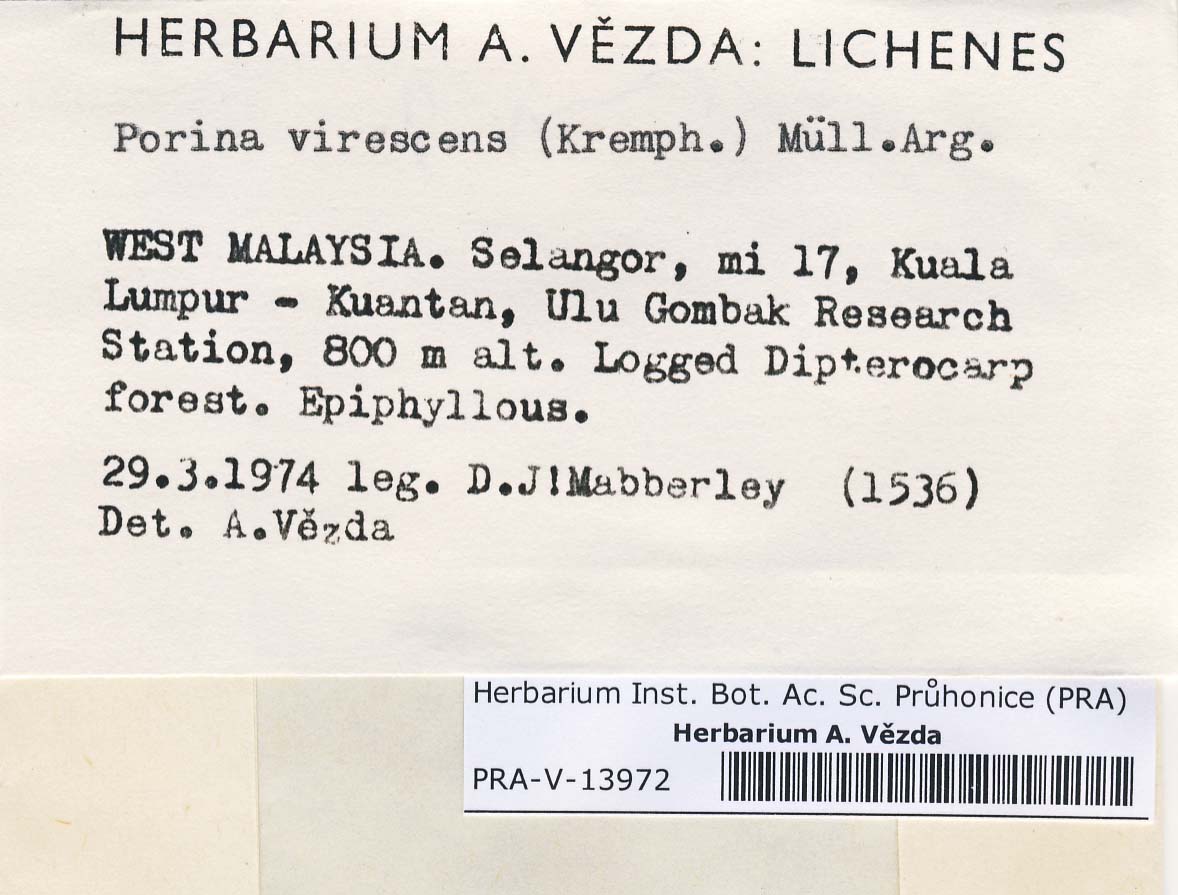 HERBARIUM A. VĚZDA: LICHENES
Porina virescens (Kremph.) Müll.Arg.
WEST MALAYSIA. Selangor, mi 17, Kuala
Lumpur - Kuantan, Ulu Gombak Research
Station, 800 m alt. Logged Dipterocarp
forest. Epiphyllous.
29.3.1974 leg. D.J!Mabberley (1536)
Det. A.Vězda
Herbarium Inst. Bot. Ac. Sc. Průhonice (PRA)
Herbarium A. Vězda
PRA-V-13972